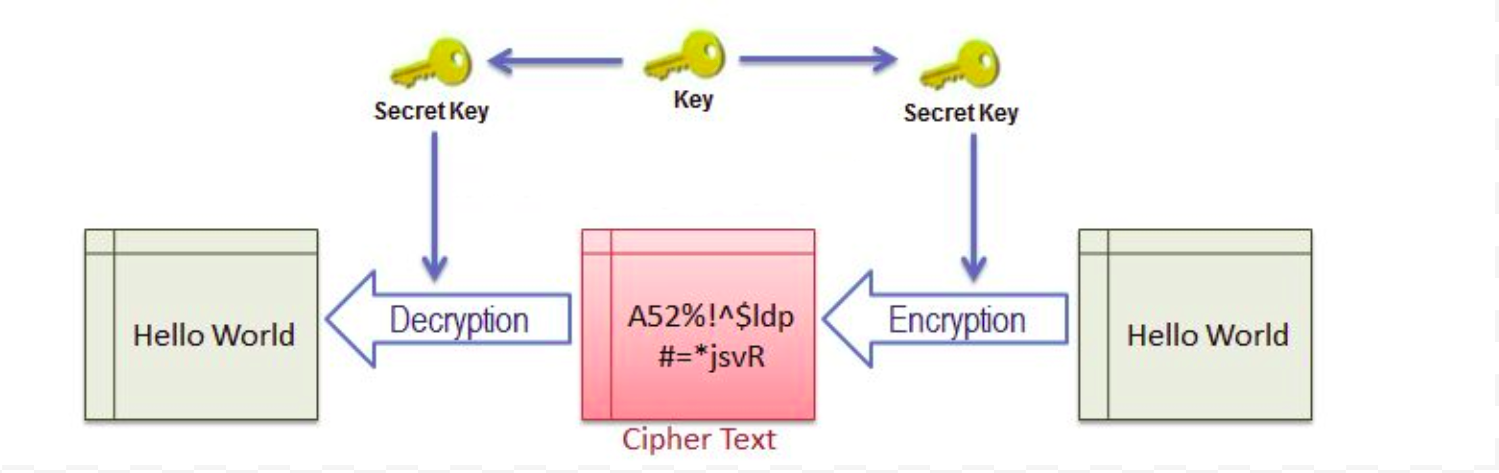 Secret Key
Key
Secret Key
Hello World
Decryption
A52%!^$ldp
#=*jsvR
Encryption
Hello World
Cipher Text